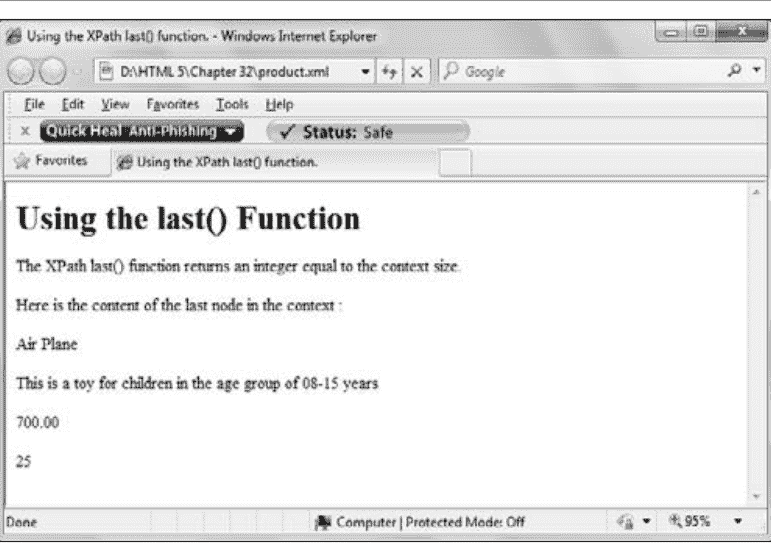 Using the XPath last() function. - Windows Internet Explorer
D:\HTML 5\Chapter 32\product.xml
Google
File Edit View Favorites Tools Help
Quick Heal Anti-Phishing
Status: Safe
Favorites
Using the XPath last() function.
Using the last() Function
The XPath last() function returns an integer equal to the context size.
Here is the content of the last node in the context :
Air Plane
This is a toy for children in the age group of 08-15 years
700.00
25
Done
Computer | Protected Mode: Off
95%